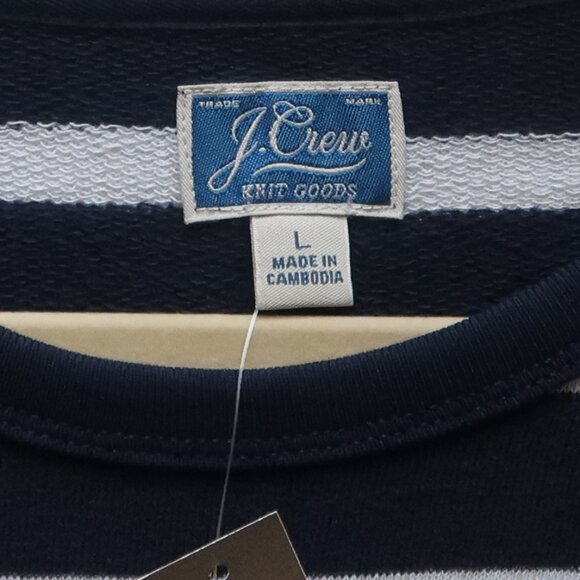 TRADE MARK
J.Crew
KNIT GOODS
L
MADE IN
CAMBODIA